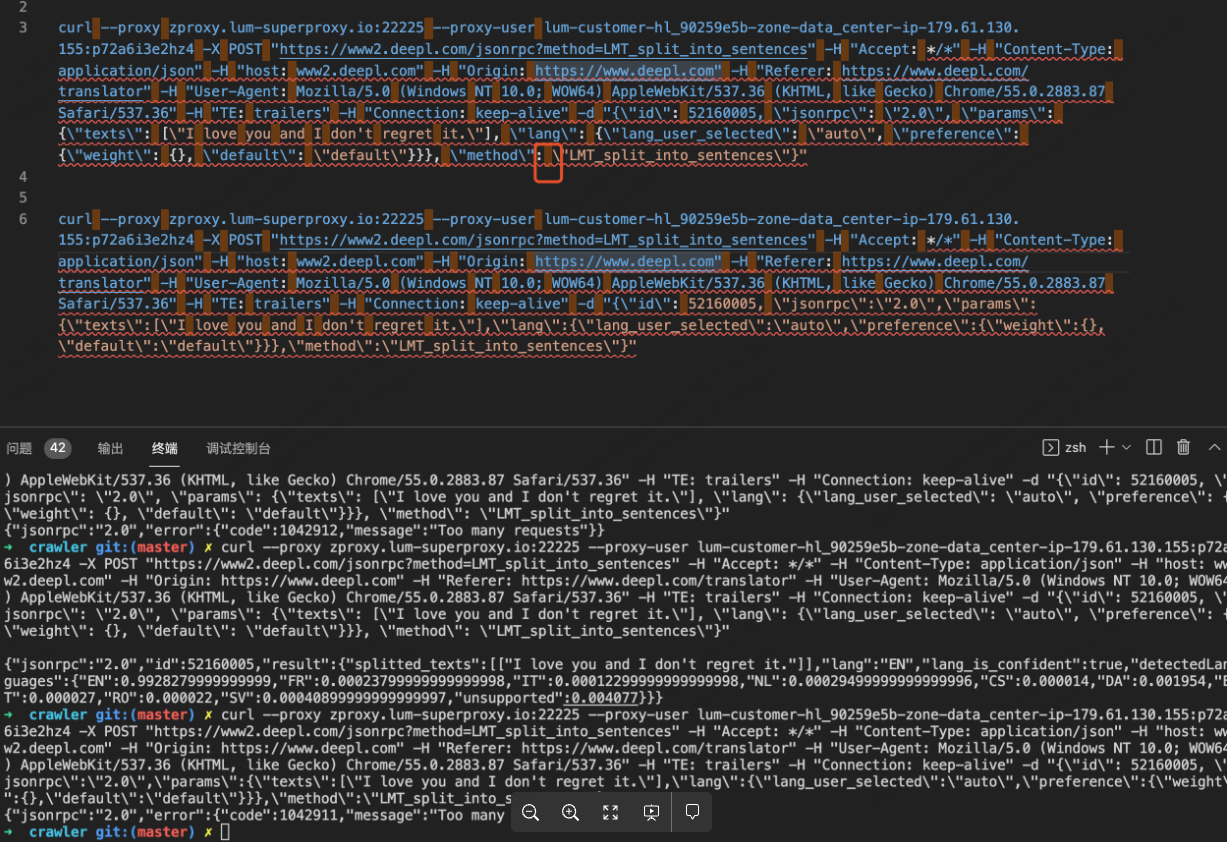 2
3 curl --proxy zproxy.lum-superproxy.io:22225 --proxy-user lum-customer-hl_90259e5b-zone-data_center-ip-179.61.130.
155:p72a6i3e2hz4 -X POST "https://www2.deepl.com/jsonrpc?method=LMT_split_into_sentences" -H "Accept: */*" -H "Content-Type:
application/json" -H "host: www2.deepl.com" -H "Origin: https://www.deepl.com" -H "Referer: https://www.deepl.com/
translator" -H "User-Agent: Mozilla/5.0 (Windows NT 10.0; WOW64) AppleWebKit/537.36 (KHTML, like Gecko) Chrome/55.0.2883.87
Safari/537.36" -H "TE: trailers" -H "Connection: keep-alive" -d "{\"id\": 52160005, \"jsonrpc\": \"2.0\", \"params\":
{\"texts\": [\"I love you and I don't regret it.\"], \"lang\": {\"lang_user_selected\": \"auto\", \"preference\":
{\"weight\": {}, \"default\": \"default\"}}}, \"method\": \"LMT_split_into_sentences\"}"
4
5
6 curl --proxy zproxy.lum-superproxy.io:22225 --proxy-user lum-customer-hl_90259e5b-zone-data_center-ip-179.61.130.
155:p72a6i3e2hz4 -X POST "https://www2.deepl.com/jsonrpc?method=LMT_split_into_sentences" -H "Accept: */*" -H "Content-Type:
application/json" -H "host: www2.deepl.com" -H "Origin: https://www.deepl.com" -H "Referer: https://www.deepl.com/
translator" -H "User-Agent: Mozilla/5.0 (Windows NT 10.0; WOW64) AppleWebKit/537.36 (KHTML, like Gecko) Chrome/55.0.2883.87
Safari/537.36" -H "TE: trailers" -H "Connection: keep-alive" -d "{\"id\": 52160005, \"jsonrpc\":\"2.0\",\"params\":
{\"texts\":[\"I love you and I don't regret it.\"],\"lang\":{\"lang_user_selected\":\"auto\",\"preference\":{\"weight\":{},
\"default\":\"default\"}}},\"method\":\"LMT_split_into_sentences\"}"
问题 42 输出 终端 调试控制台 zsh
) AppleWebKit/537.36 (KHTML, like Gecko) Chrome/55.0.2883.87 Safari/537.36" -H "TE: trailers" -H "Connection: keep-alive" -d "{\"id\": 52160005, \"
jsonrpc\": \"2.0\", \"params\": {\"texts\": [\"I love you and I don't regret it.\"], \"lang\": {\"lang_user_selected\": \"auto\", \"preference\": {
\"weight\": {}, \"default\": \"default\"}}}, \"method\": \"LMT_split_into_sentences\"}"
{"jsonrpc":"2.0","error":{"code":1042912,"message":"Too many requests"}}
➜ crawler git:(master) ✗ curl --proxy zproxy.lum-superproxy.io:22225 --proxy-user lum-customer-hl_90259e5b-zone-data_center-ip-179.61.130.155:p72a
6i3e2hz4 -X POST "https://www2.deepl.com/jsonrpc?method=LMT_split_into_sentences" -H "Accept: */*" -H "Content-Type: application/json" -H "host: ww
w2.deepl.com" -H "Origin: https://www.deepl.com" -H "Referer: https://www.deepl.com/translator" -H "User-Agent: Mozilla/5.0 (Windows NT 10.0; WOW64
) AppleWebKit/537.36 (KHTML, like Gecko) Chrome/55.0.2883.87 Safari/537.36" -H "TE: trailers" -H "Connection: keep-alive" -d "{\"id\": 52160005, \"
jsonrpc\": \"2.0\", \"params\": {\"texts\": [\"I love you and I don't regret it.\"], \"lang\": {\"lang_user_selected\": \"auto\", \"preference\": {
\"weight\": {}, \"default\": \"default\"}}}, \"method\": \"LMT_split_into_sentences\"}"
{"jsonrpc":"2.0","id":52160005,"result":{"splitted_texts":[["I love you and I don't regret it."]],"lang":"EN","lang_is_confident":true,"detectedLan
guages":{"EN":0.9928279999999999,"FR":0.00023799999999999998,"IT":0.00012299999999999998,"NL":0.00029499999999999996,"CS":0.000014,"DA":0.001954,"E
T":0.000027,"RO":0.000022,"SV":0.00040899999999999997,"unsupported":0.004077}}}
➜ crawler git:(master) ✗ curl --proxy zproxy.lum-superproxy.io:22225 --proxy-user lum-customer-hl_90259e5b-zone-data_center-ip-179.61.130.155:p72a
6i3e2hz4 -X POST "https://www2.deepl.com/jsonrpc?method=LMT_split_into_sentences" -H "Accept: */*" -H "Content-Type: application/json" -H "host: ww
w2.deepl.com" -H "Origin: https://www.deepl.com" -H "Referer: https://www.deepl.com/translator" -H "User-Agent: Mozilla/5.0 (Windows NT 10.0; WOW64
) AppleWebKit/537.36 (KHTML, like Gecko) Chrome/55.0.2883.87 Safari/537.36" -H "TE: trailers" -H "Connection: keep-alive" -d "{\"id\": 52160005, \"
jsonrpc\":\"2.0\",\"params\":{\"texts\":[\"I love you and I don't regret it.\"],\"lang\":{\"lang_user_selected\":\"auto\",\"preference\":{\"weight\
":{},\"default\":\"default\"}}},\"method\":\"LMT_split_into_s
{"jsonrpc":"2.0","error":{"code":1042911,"message":"Too many
➜ crawler git:(master) ✗